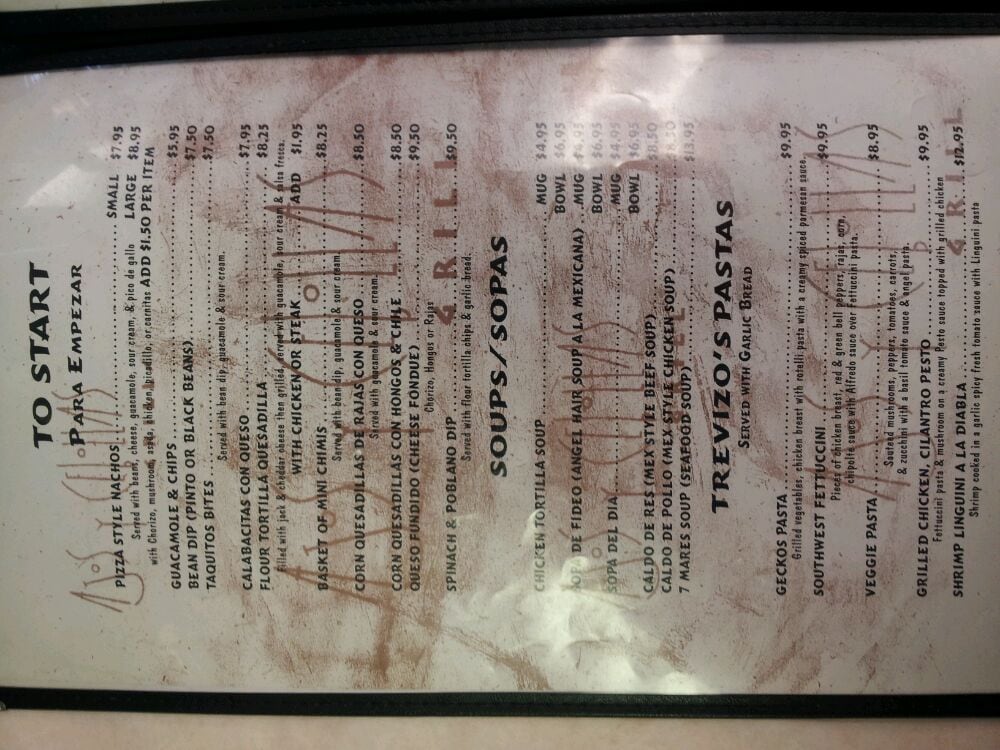 TO START
PARA EMPEZAR
PIZZA STYLE NACHOS SMALL $7.95
Served with beans, cheese, guacamole, sour cream, & pico de gallo LARGE $8.95
with Chorizo, mushroom, asada, chicken, picadillo, or carnitas ADD $1.50 PER ITEM
GUACAMOLE & CHIPS $5.95
BEAN DIP (PINTO OR BLACK BEANS) $7.50
TAQUITOS BITES $7.50
Served with bean dip, guacamole & sour cream.
CALABACITAS CON QUESO $7.95
FLOUR TORTILLA QUESADILLA $8.25
Filled with jack & cheddar cheese then grilled, served with guacamole, sour cream & salsa fresca.
WITH CHICKEN OR STEAK ADD $1.95
BASKET OF MINI CHIMIS $8.25
Served with bean dip, guacamole & sour cream.
CORN QUESADILLAS DE RAJAS CON QUESO $8.50
Served with guacamole & sour cream.
CORN QUESADILLAS CON HONGOS & CHILE $8.50
QUESO FUNDIDO (CHEESE FONDUE) $9.50
Chorizo, Hongos or Rajas
SPINACH & POBLANO DIP $9.50
Served with flour tortilla chips & garlic bread.
SOUPS/SOPAS
CHICKEN TORTILLA SOUP MUG $4.95
BOWL $6.95
SOPA DE FIDEO (ANGEL HAIR SOUP A LA MEXICANA) MUG $4.95
BOWL $6.95
SOPA DEL DIA MUG $4.95
BOWL $6.95
CALDO DE RES (MEX STYLE BEEF SOUP) $8.50
CALDO DE POLLO (MEX STYLE CHICKEN SOUP) $8.50
7 MARES SOUP (SEAFOOD SOUP) $13.95
TREVIZO'S PASTAS
SERVED WITH GARLIC BREAD
GECKOS PASTA $9.95
Grilled vegetables, chicken breast with rotelli pasta with a creamy spiced parmesan sauce.
SOUTHWEST FETTUCCINI $9.95
Pieces of chicken breast, red & green bell peppers, rajas, corn,
chipotle sauce with Alfredo sauce over Fettuccini pasta.
VEGGIE PASTA $8.95
Sauteed mushrooms, peppers, tomatoes, carrots,
& zucchini with a basil tomato sauce & angel pasta.
GRILLED CHICKEN, CILANTRO PESTO $9.95
Fettuccini pasta & mushroom on a creamy Pesto sauce topped with grilled chicken
SHRIMP LINGUINI A LA DIABLA $12.95
Shrimp cooked in a garlic spicy fresh tomato sauce with Linguini pasta